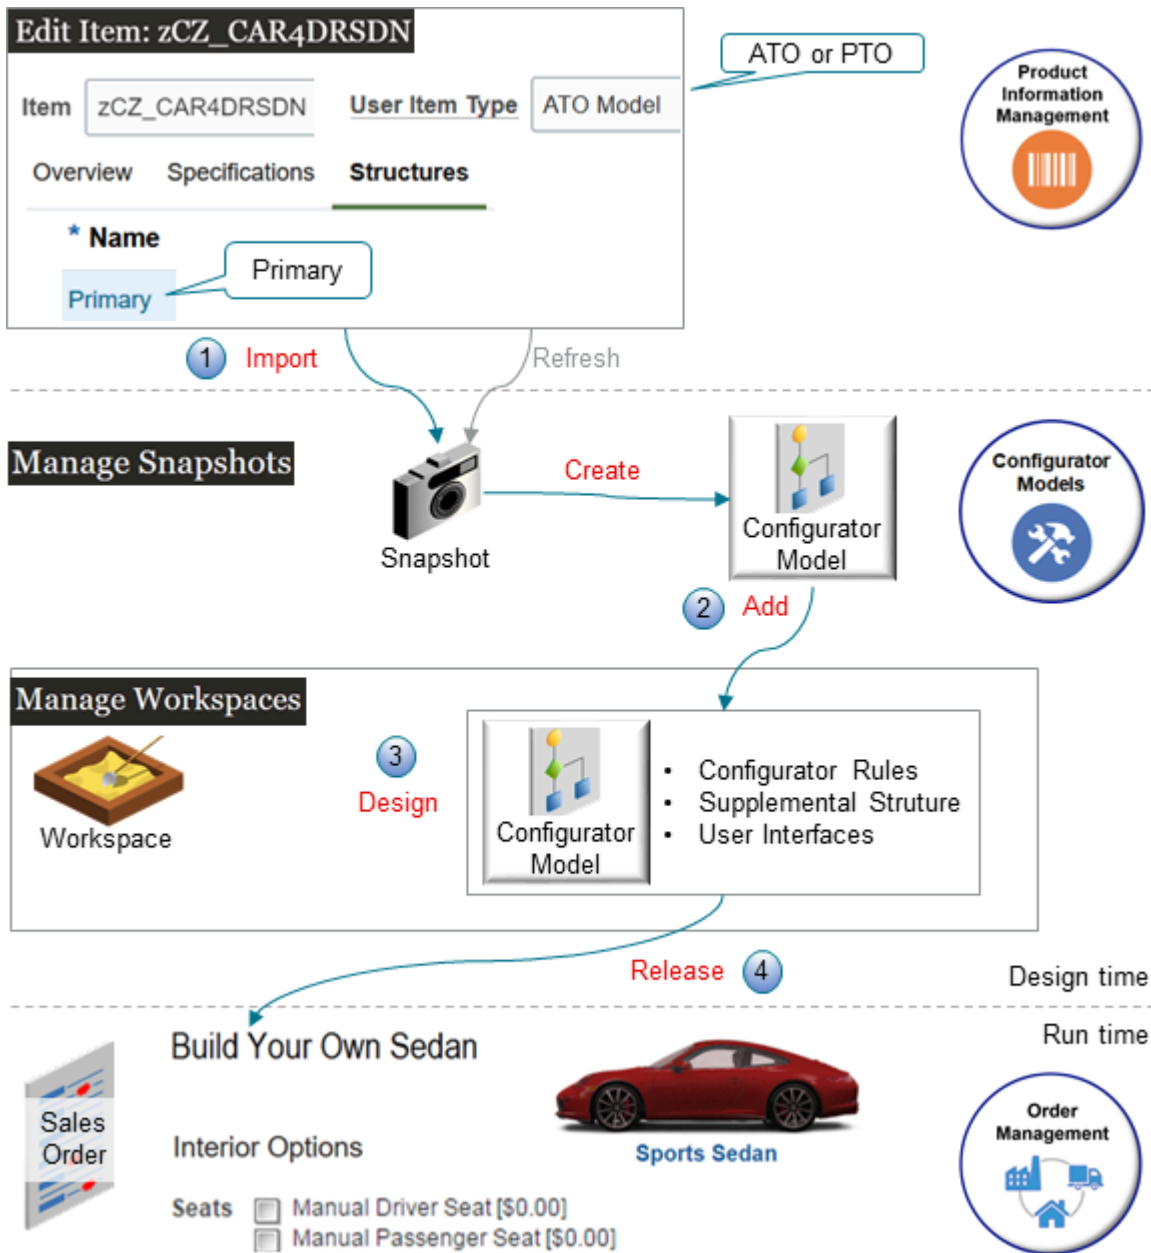 Edit Item: zCZ_CAR4DRSDN
ATO or PTO
Item zCZ_CAR4DRSDN User Item Type ATO Model
Product
Information
Management
Overview Specifications Structures
* Name
Primary
Primary
1 Import Refresh
Manage Snapshots
Create
Snapshot
Configurator
Model
Configurator
Models
2 Add
Manage Workspaces
3
Design
Workspace
Configurator
Model
• Configurator Rules
• Supplemental Struture
• User Interfaces
Release 4
Design time
Run time
Build Your Own Sedan
Sales
Order
Interior Options
Sports Sedan
Order
Management
Seats Manual Driver Seat [$0.00]
Manual Passenger Seat [$0.00]